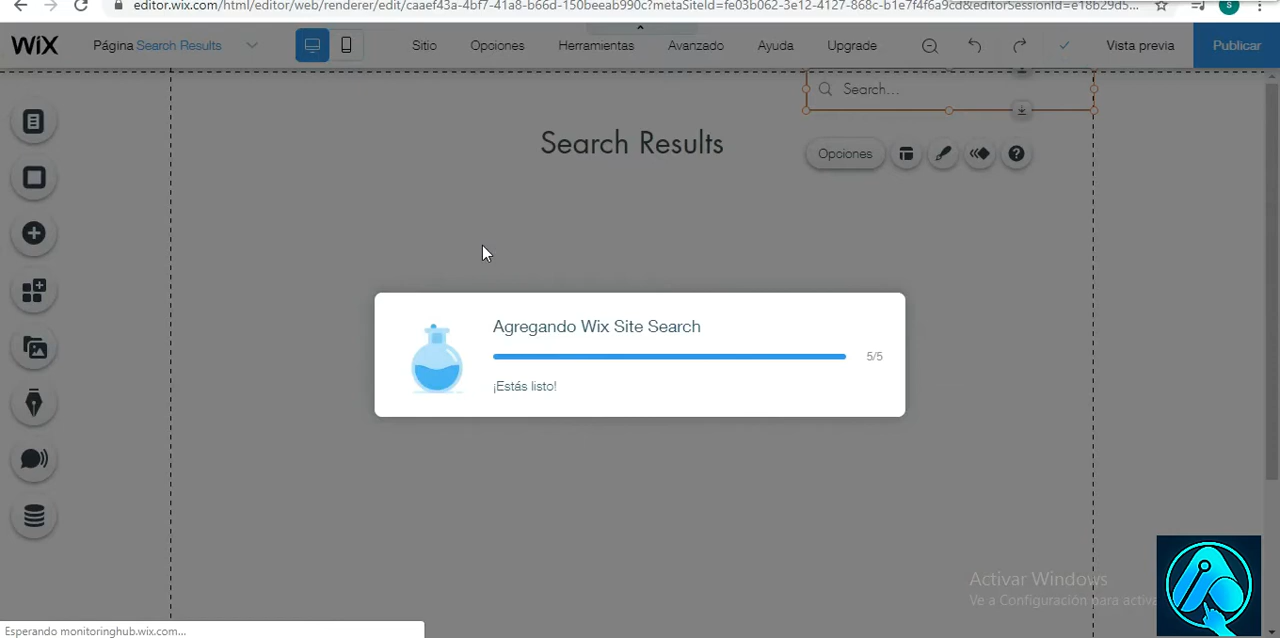 editor.wix.com/html/editor/web/renderer/edit/caaef43a-4bf7-41a8-b66d-150beeab990c?metaSiteId=fe03b062-3e12-4127-868c-b1e7f4f6a9cd&editorSessionId=e18b29d5...
S
WiX Página Search Results Sitio Opciones Herramientas Avanzado Ayuda Upgrade Vista previa Publicar
Search...
Search Results
Opciones
Agregando Wix Site Search
5/5
¡Estás listo!
Activar Windows
Ve a Configuración para activa
Esperando monitoringhub.wix.com...